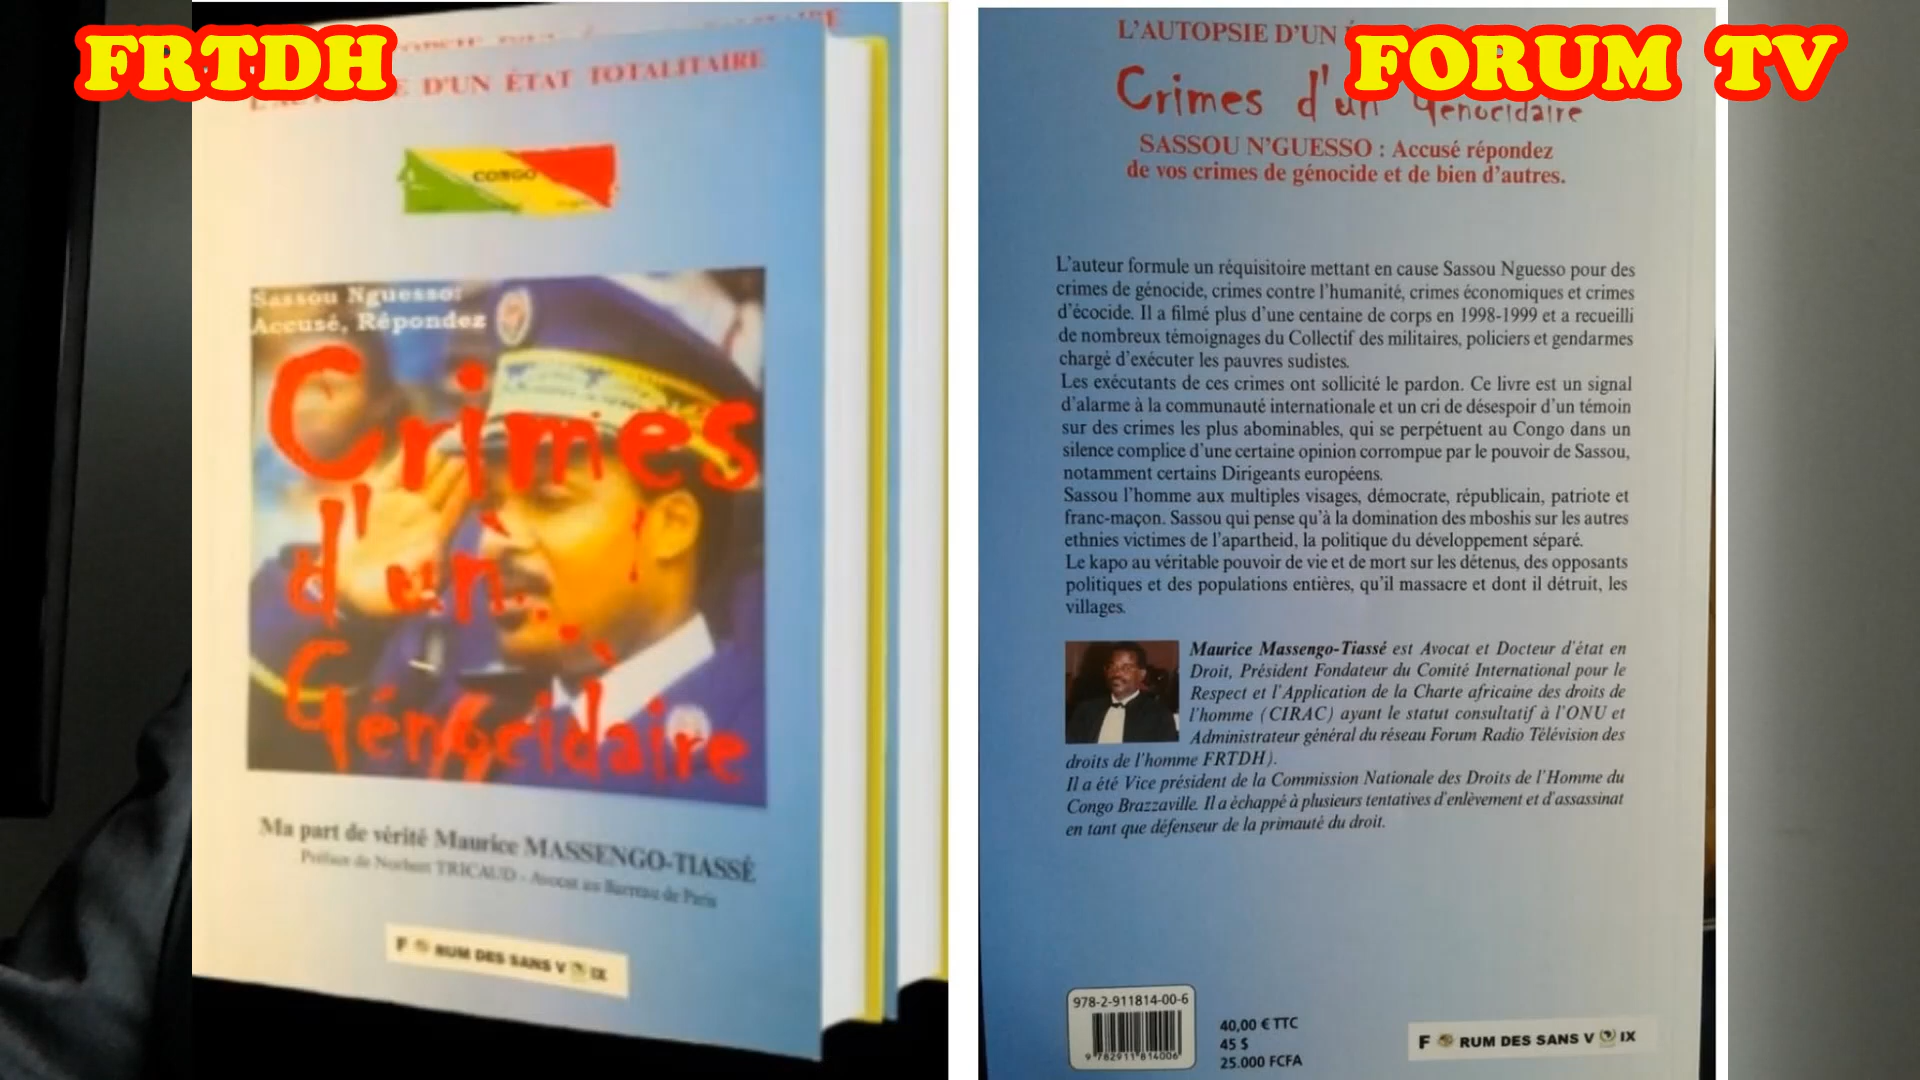 FRTDH
FORUM TV
L'AUTOPSIE D'UN ÉTAT TOTALITAIRE
CONGO
Sassou Nguesso:
Accusé, Répondez
Crimes
d'un
Génocidaire
Ma part de vérité Maurice MASSENGO-TIASSÉ
Préface de Norbert TRICAUD - Avocat au Barreau de Paris
F RUM DES SANS V IX
L'AUTOPSIE D'UN
Crimes d'un Génocidaire
SASSOU N'GUESSO : Accusé répondez
de vos crimes de génocide et de bien d'autres.
L'auteur formule un réquisitoire mettant en cause Sassou Nguesso pour des
crimes de génocide, crimes contre l'humanité, crimes économiques et crimes
d'écocide. Il a filmé plus d'une centaine de corps en 1998-1999 et a recueilli
de nombreux témoignages du Collectif des militaires, policiers et gendarmes
chargé d'exécuter les pauvres sudistes.
Les exécutants de ces crimes ont sollicité le pardon. Ce livre est un signal
d'alarme à la communauté internationale et un cri de désespoir d'un témoin
sur des crimes les plus abominables, qui se perpétuent au Congo dans un
silence complice d'une certaine opinion corrompue par le pouvoir de Sassou,
notamment certains Dirigeants européens.
Sassou l'homme aux multiples visages, démocrate, républicain, patriote et
franc-maçon. Sassou qui pense qu'à la domination des mboshis sur les autres
ethnies victimes de l'apartheid, la politique du développement séparé.
Le kapo au véritable pouvoir de vie et de mort sur les détenus, des opposants
politiques et des populations entières, qu'il massacre et dont il détruit, les
villages.
Maurice Massengo-Tiassé est Avocat et Docteur d'état en
Droit, Président Fondateur du Comité International pour le
Respect et l'Application de la Charte africaine des droits de
l'homme (CIRAC) ayant le statut consultatif à l'ONU et
Administrateur général du réseau Forum Radio Télévision des
droits de l'homme FRTDH).
Il a été Vice président de la Commission Nationale des Droits de l'Homme du
Congo Brazzaville. Il a échappé à plusieurs tentatives d'enlèvement et d'assassinat
en tant que défenseur de la primauté du droit.
978-2-911814-00-6
9 782911 814006
40,00 € TTC
45 $
25.000 FCFA
F RUM DES SANS V IX